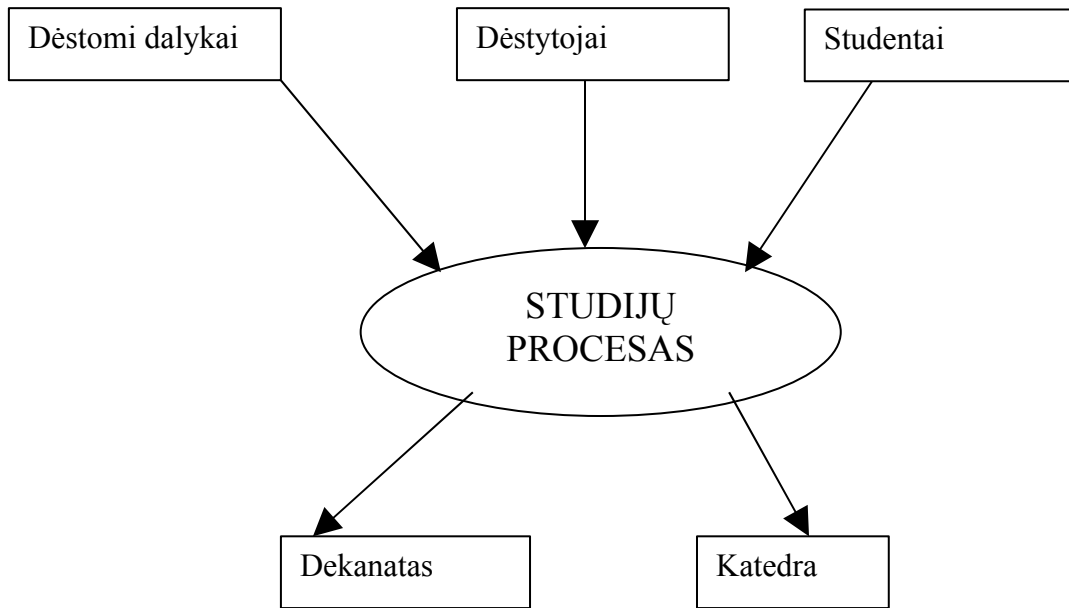 Dėstomi dalykai
Dėstytojai
Studentai
STUDIJŲ
PROCESAS
Dekanatas
Katedra